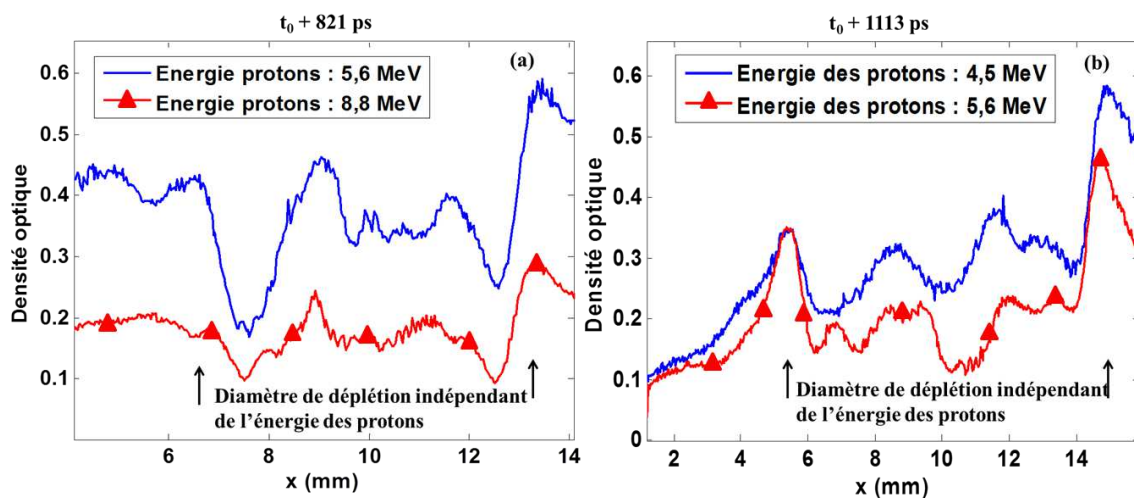 t0 + 821 ps
(a)
Energie protons : 5,6 MeV
Energie protons : 8,8 MeV
Densité optique
0.6
0.5
0.4
0.3
0.2
0.1
Diamètre de déplétion indépendant
de l'énergie des protons
6 8 10 12 14
x (mm)
t0 + 1113 ps
(b)
Energie des protons : 4,5 MeV
Energie des protons : 5,6 MeV
Densité optique
0.6
0.5
0.4
0.3
0.2
0.1
0
Diamètre de déplétion indépendant
de l'énergie des protons
2 4 6 8 10 12 14
x (mm)